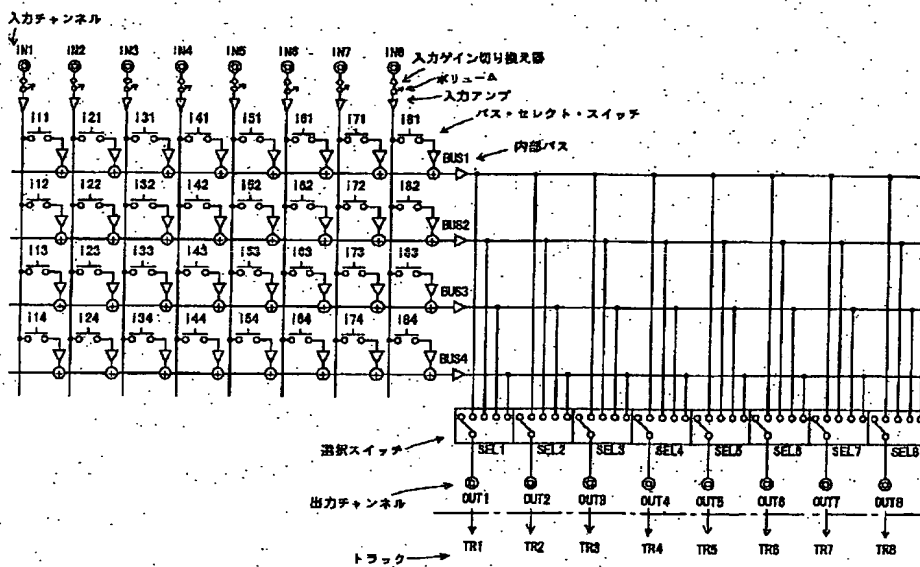 入力チャンネル
IN1 IN2 IN3 IN4 IN5 IN6 IN7 IN8
入力ゲイン切り換え器
ボリューム
入力アンプ
バス・セレクト・スイッチ
I11 I21 I31 I41 I51 I61 I71 I81
内部バス
BUS1
I12 I22 I32 I42 I52 I62 I72 I82
BUS2
I13 I23 I33 I43 I53 I63 I73 I83
BUS3
I14 I24 I34 I44 I54 I64 I74 I84
BUS4
選択スイッチ
SEL1 SEL2 SEL3 SEL4 SEL5 SEL6 SEL7 SEL8
出力チャンネル
OUT1 OUT2 OUT3 OUT4 OUT5 OUT6 OUT7 OUT8
トラック
TR1 TR2 TR3 TR4 TR5 TR6 TR7 TR8